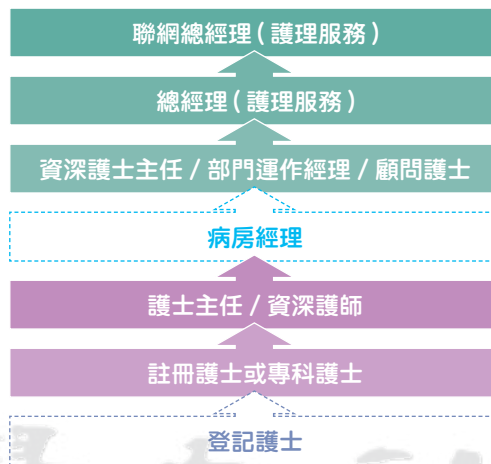 聯網總經理 ( 護理服務 )
總經理 ( 護理服務 )
資深護士主任 / 部門運作經理 / 顧問護士
病房經理
護士主任 / 資深護師
註冊護士或專科護士
登記護士